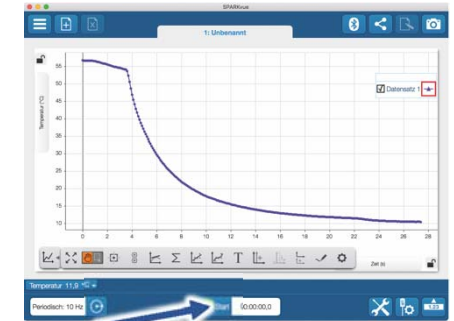 SPARKvue
1: Unbenannt
Datensatz 1
Temperatur (°C)
55
50
45
40
35
30
25
20
15
10
0 2 4 6 8 10 12 14 16 18 20 22 24 26 28
Σ T
Zeit (s)
Temperatur 11,9 °C
Periodisch: 10 Hz
Start
00:00:00,0